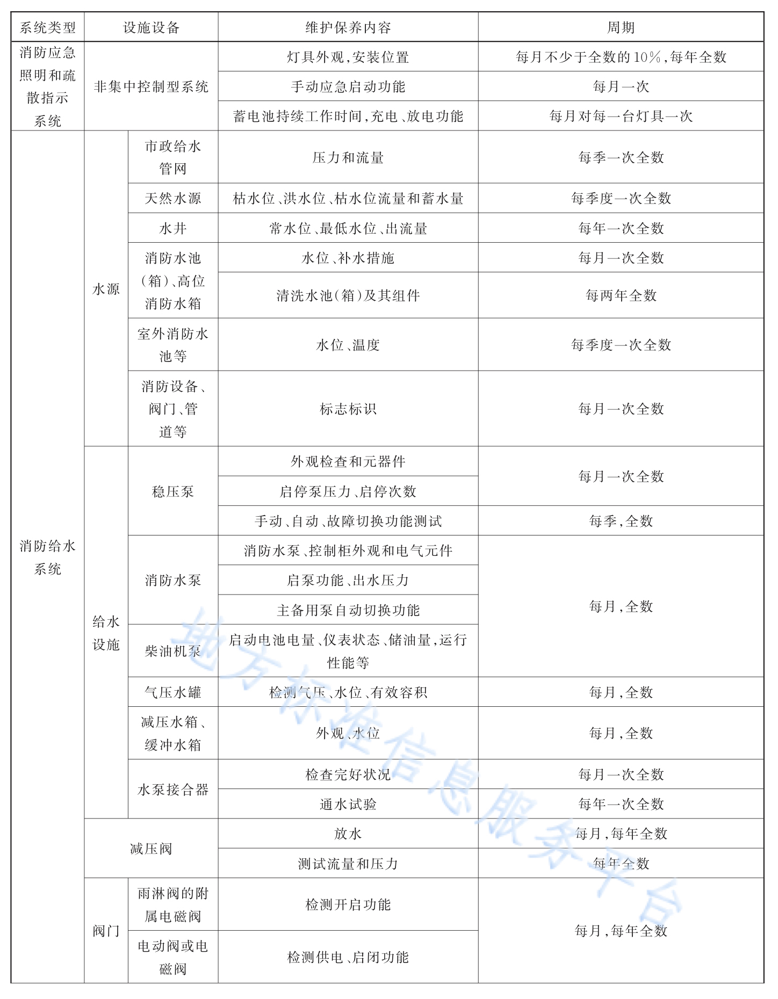 系统类型 设施设备 维护保养内容 周期
消防应急
照明和疏
散指示
系统
非集中控制型系统
灯具外观,安装位置 每月不少于全数的10%,每年全数
手动应急启动功能 每月一次
蓄电池持续工作时间,充电、放电功能 每月对每一台灯具一次
消防给水
系统
水源
市政给水
管网
压力和流量 每季一次全数
天然水源 枯水位、洪水位、枯水位流量和蓄水量 每季度一次全数
水井 常水位、最低水位、出流量 每年一次全数
消防水池
(箱)、高位
消防水箱
水位、补水措施 每月一次全数
清洗水池(箱)及其组件 每两年全数
室外消防水
池等
水位、温度 每季度一次全数
消防设备、
阀门、管
道等
标志标识 每月一次全数
给水
设施
稳压泵
外观检查和元器件
启停泵压力、启停次数
每月一次全数
手动、自动、故障切换功能测试 每季,全数
消防水泵
消防水泵、控制柜外观和电气元件
启泵功能、出水压力
主备用泵自动切换功能
每月,全数
柴油机泵
启动电池电量、仪表状态、储油量,运行
性能等
气压水罐 检测气压、水位、有效容积 每月,全数
减压水箱、
缓冲水箱
外观、水位 每月,全数
水泵接合器
检查完好状况 每月一次全数
通水试验 每年一次全数
减压阀
放水 每月,每年全数
测试流量和压力 每年全数
阀门
雨淋阀的附
属电磁阀
检测开启功能
每月,每年全数
电动阀或电
磁阀
检测供电、启闭功能
地方标准信息服务平台